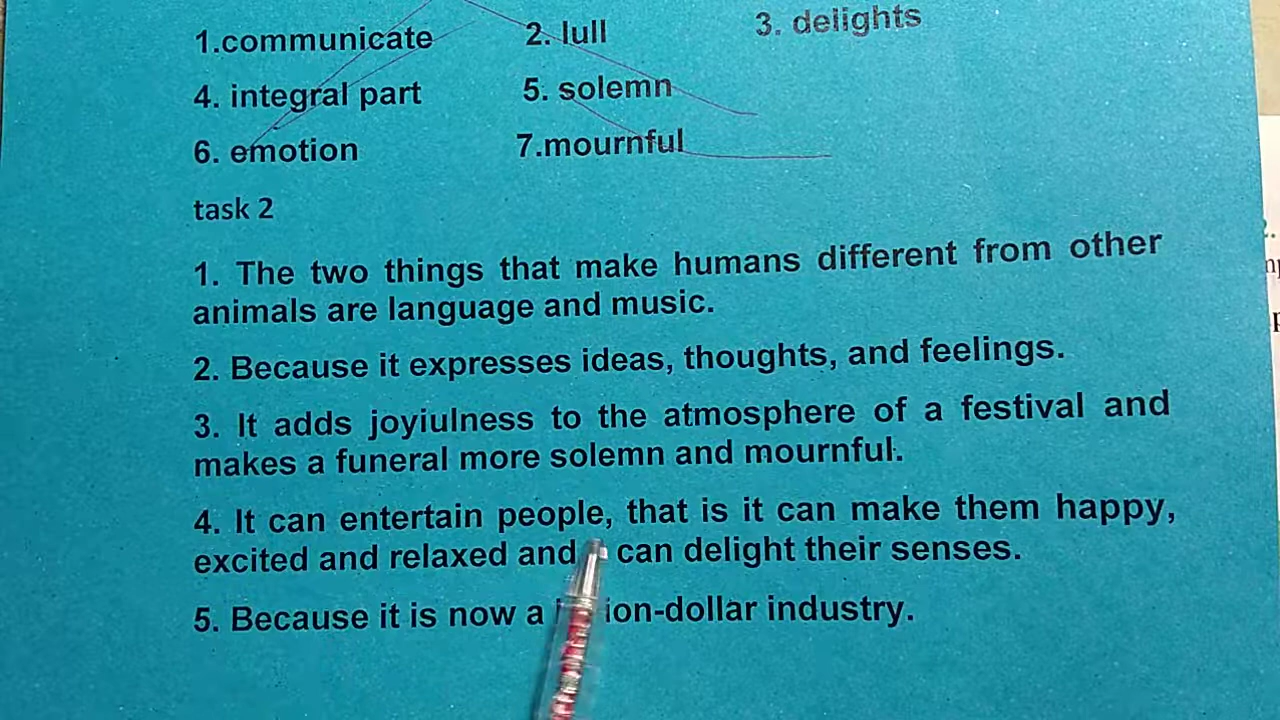 1.communicate 2. lull 3. delights
4. integral part 5. solemn
6. emotion 7.mournful
task 2
1. The two things that make humans different from other
animals are language and music.
2. Because it expresses ideas, thoughts, and feelings.
3. It adds joyiulness to the atmosphere of a festival and
makes a funeral more solemn and mournful.
4. It can entertain people, that is it can make them happy,
excited and relaxed and can delight their senses.
5. Because it is now a industry.